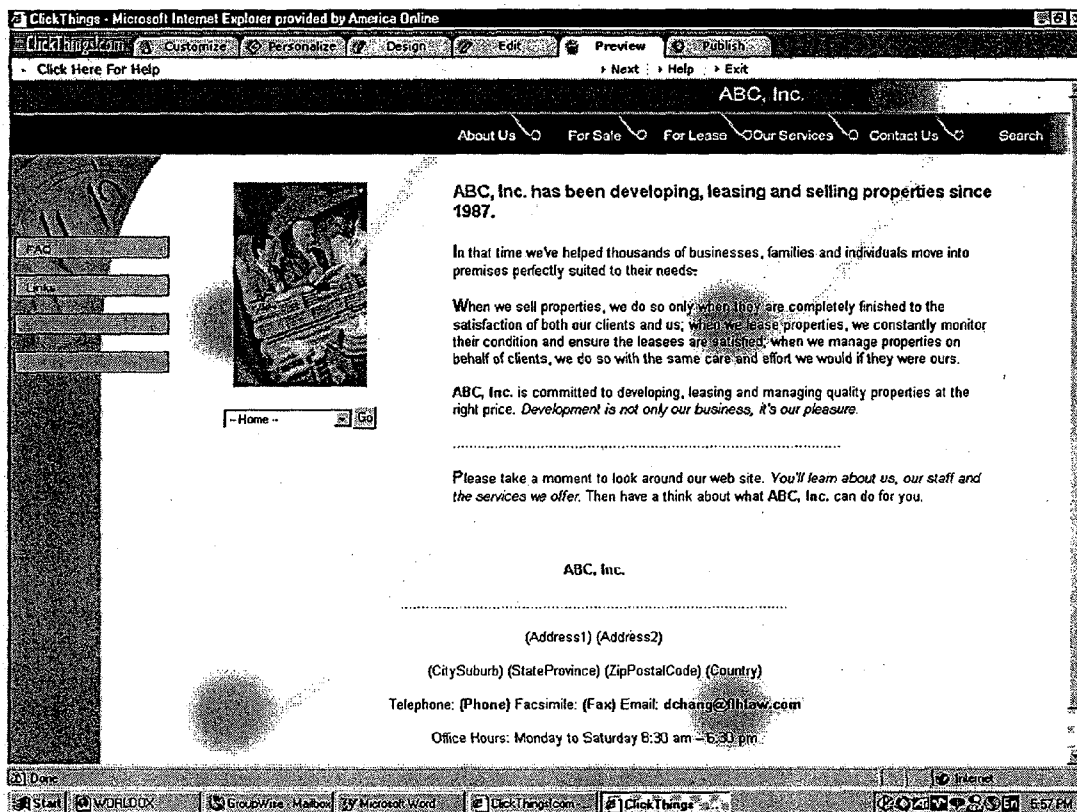 ClickThings - Microsoft Internet Explorer provided by America Online
ClickThings.com Customize Personalize Design Edit Preview Publish
Click Here For Help Next Help Exit
ABC, Inc.
About Us For Sale For Lease Our Services Contact Us Search
ABC, Inc. has been developing, leasing and selling properties since
1987.
FAQ
Links
In that time we've helped thousands of businesses, families and individuals move into
premises perfectly suited to their needs.
When we sell properties, we do so only when they are completely finished to the
satisfaction of both our clients and us; when we lease properties, we constantly monitor
their condition and ensure the leasees are satisfied; when we manage properties on
behalf of clients, we do so with the same care and effort we would if they were ours.
ABC, Inc. is committed to developing, leasing and managing quality properties at the
right price. Development is not only our business, it's our pleasure.
-- Home -- Go
Please take a moment to look around our web site. You'll learn about us, our staff and
the services we offer. Then have a think about what ABC, Inc. can do for you.
ABC, Inc.
(Address1) (Address2)
(CitySuburb) (StateProvince) (ZipPostalCode) (Country)
Telephone: (Phone) Facsimile: (Fax) Email: dchang@flhlaw.com
Office Hours: Monday to Saturday 8:30 am – 6:30 pm
Done Internet
Start WORLDOX GroupWise - Mailbox Microsoft Word ClickThings.com ClickThings 6:57 PM